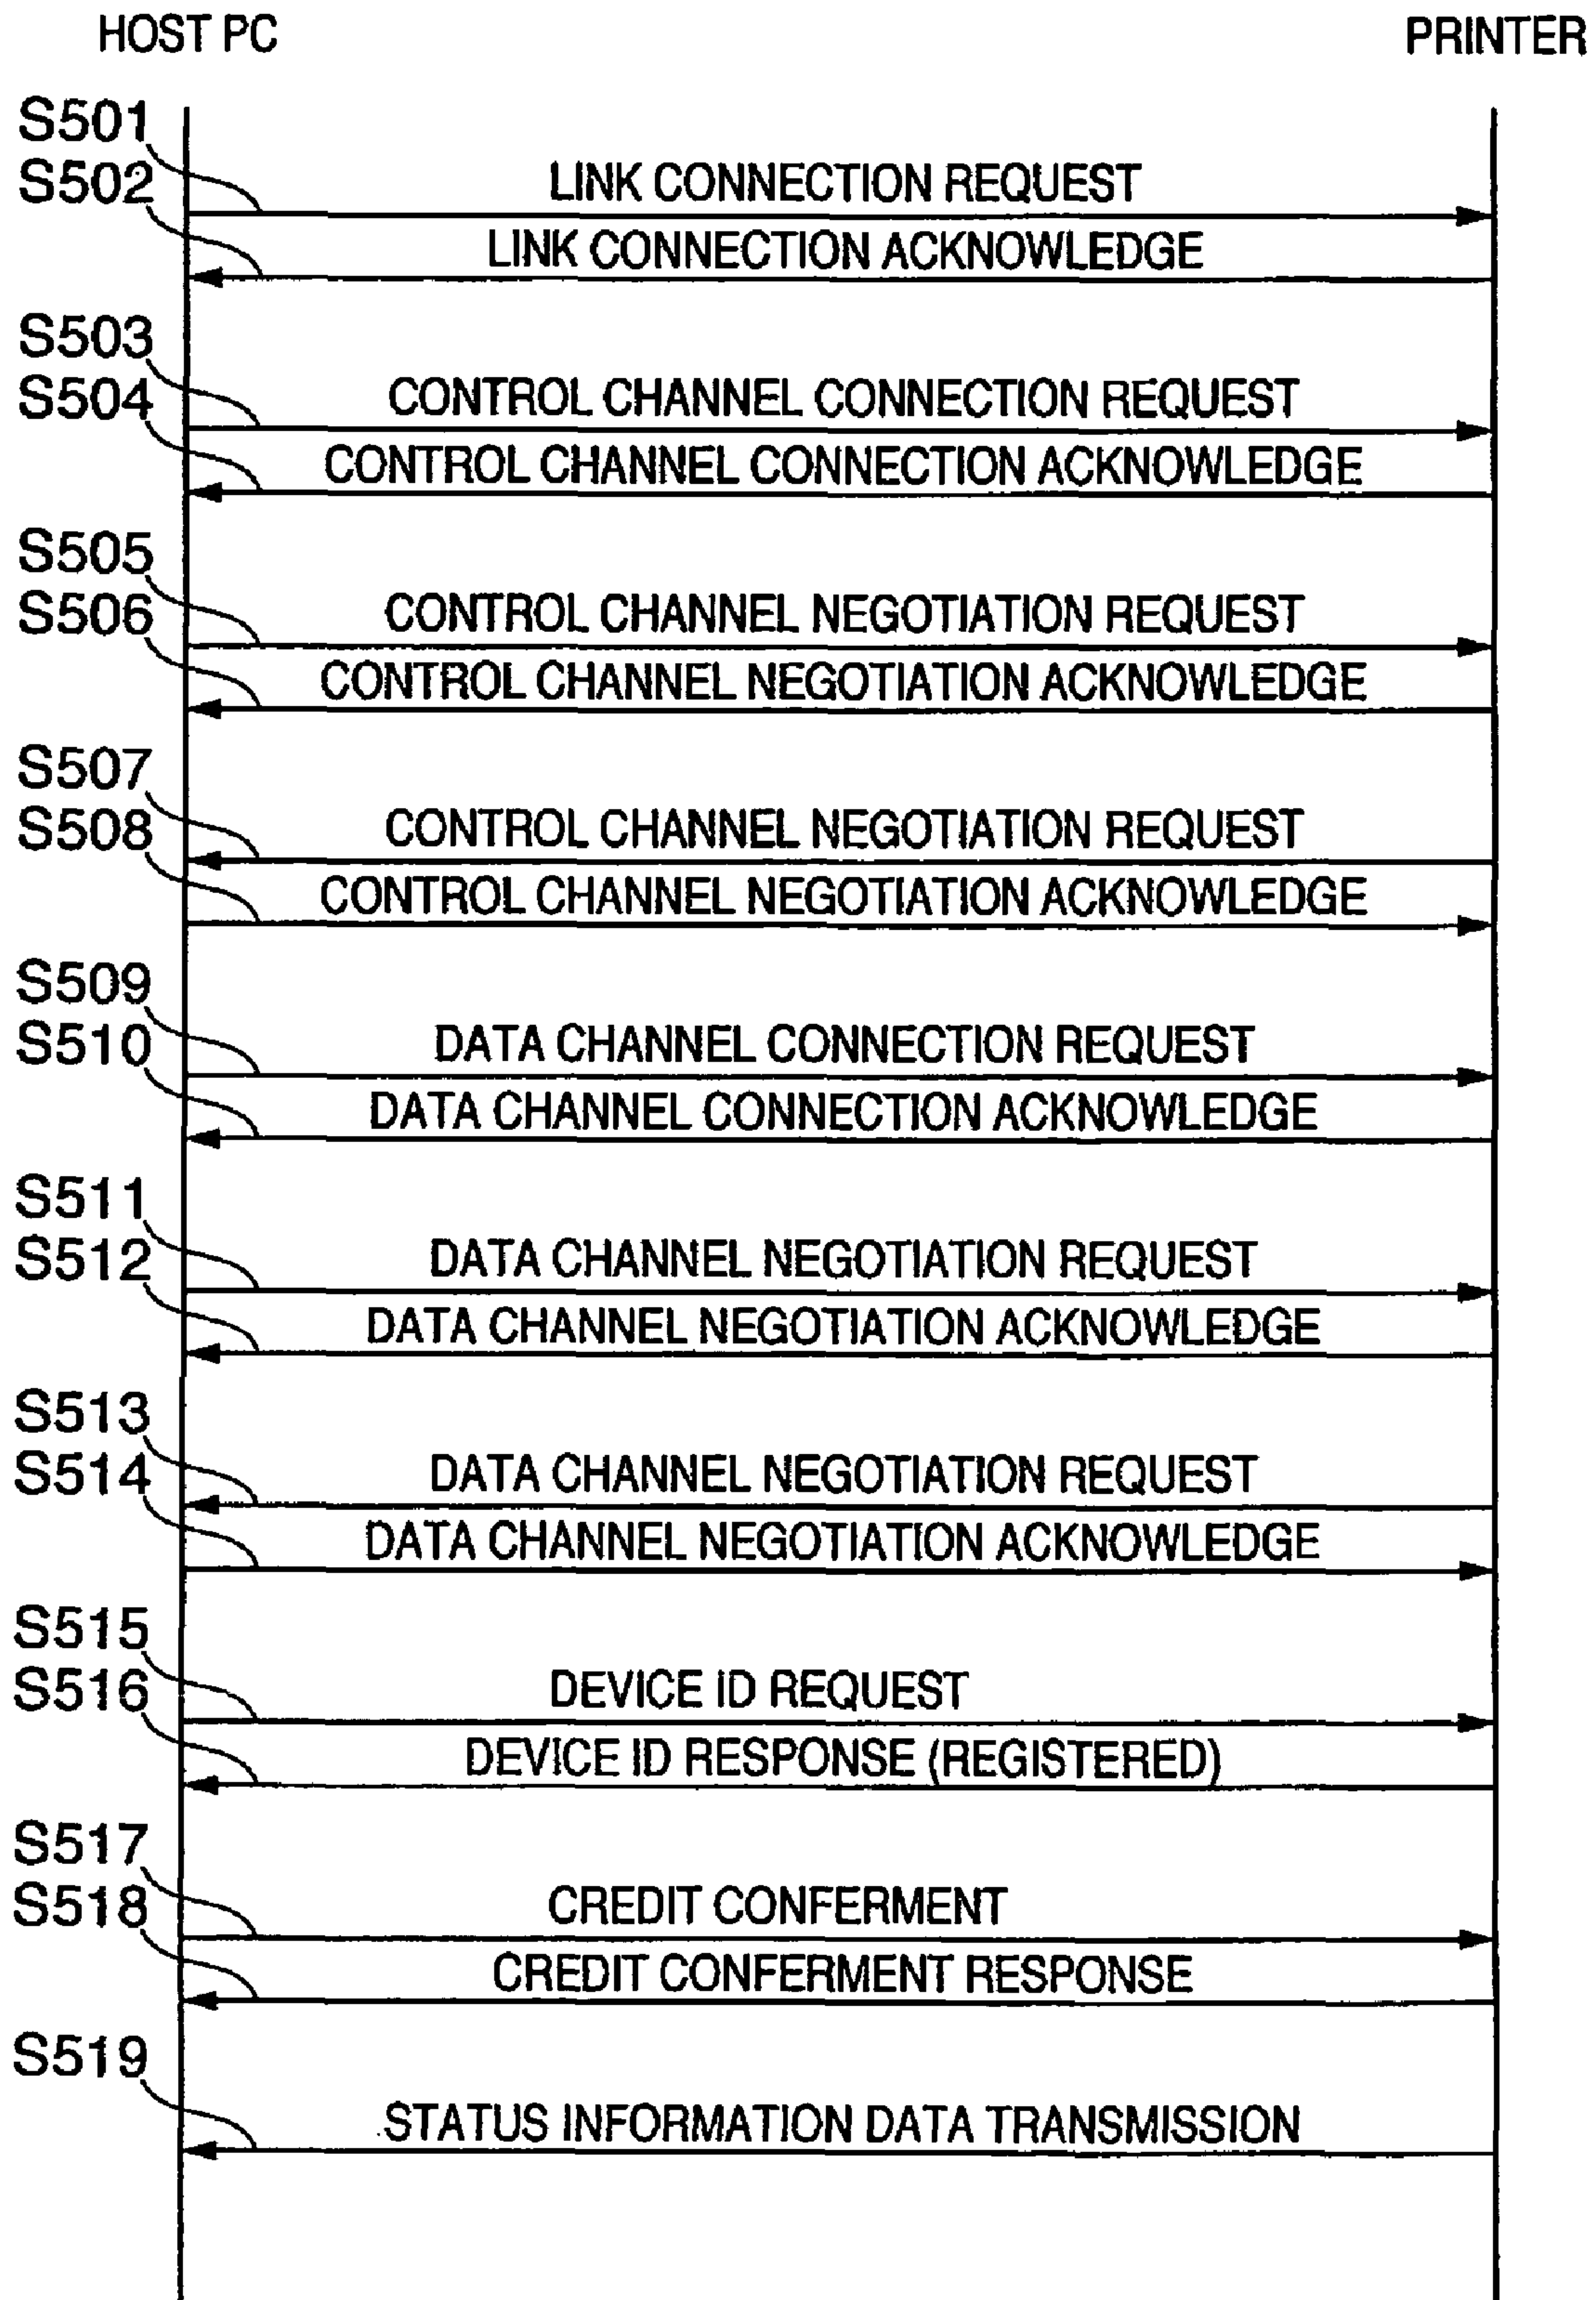 HOST PC PRINTER
S501
S502 LINK CONNECTION REQUEST
LINK CONNECTION ACKNOWLEDGE
S503
S504 CONTROL CHANNEL CONNECTION REQUEST
CONTROL CHANNEL CONNECTION ACKNOWLEDGE
S505
S506 CONTROL CHANNEL NEGOTIATION REQUEST
CONTROL CHANNEL NEGOTIATION ACKNOWLEDGE
S507
S508 CONTROL CHANNEL NEGOTIATION REQUEST
CONTROL CHANNEL NEGOTIATION ACKNOWLEDGE
S509
S510 DATA CHANNEL CONNECTION REQUEST
DATA CHANNEL CONNECTION ACKNOWLEDGE
S511
S512 DATA CHANNEL NEGOTIATION REQUEST
DATA CHANNEL NEGOTIATION ACKNOWLEDGE
S513
S514 DATA CHANNEL NEGOTIATION REQUEST
DATA CHANNEL NEGOTIATION ACKNOWLEDGE
S515
S516 DEVICE ID REQUEST
DEVICE ID RESPONSE (REGISTERED)
S517
S518 CREDIT CONFERMENT
CREDIT CONFERMENT RESPONSE
S519
STATUS INFORMATION DATA TRANSMISSION